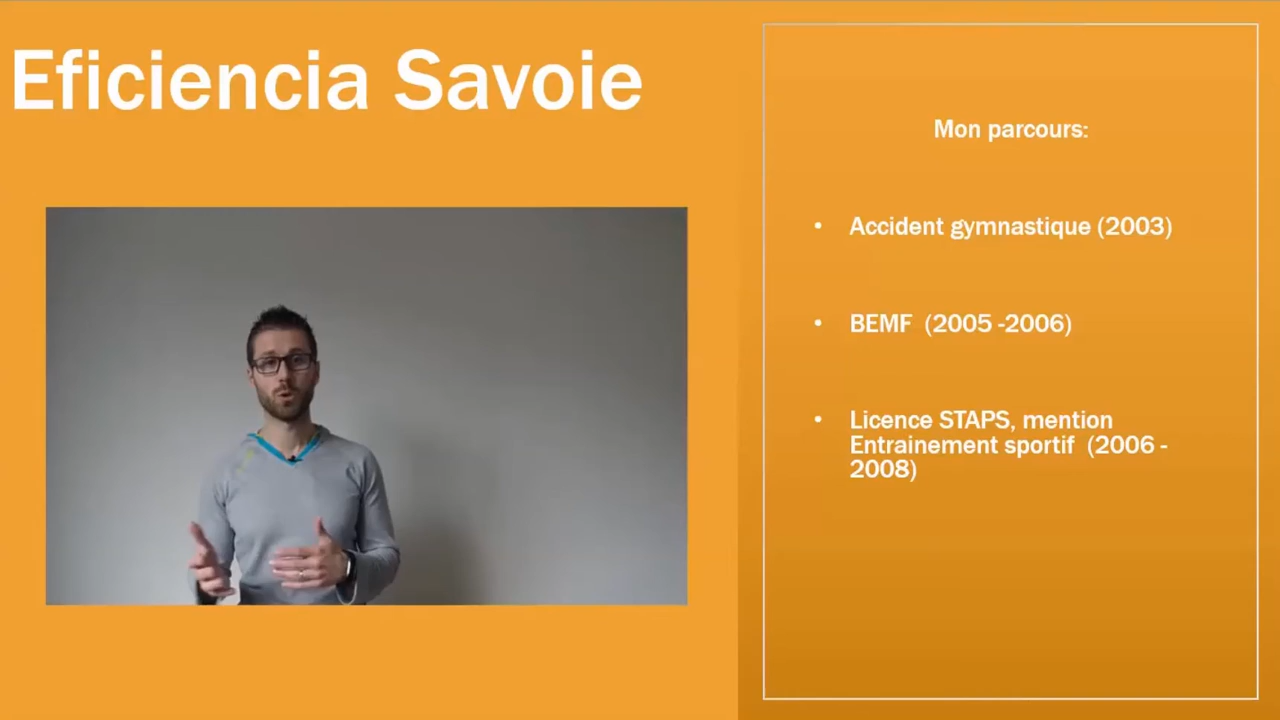 Eficiencia Savoie
Mon parcours:
• Accident gymnastique (2003)
• BEMF (2005 -2006)
• Licence STAPS, mention
Entrainement sportif (2006 -
2008)